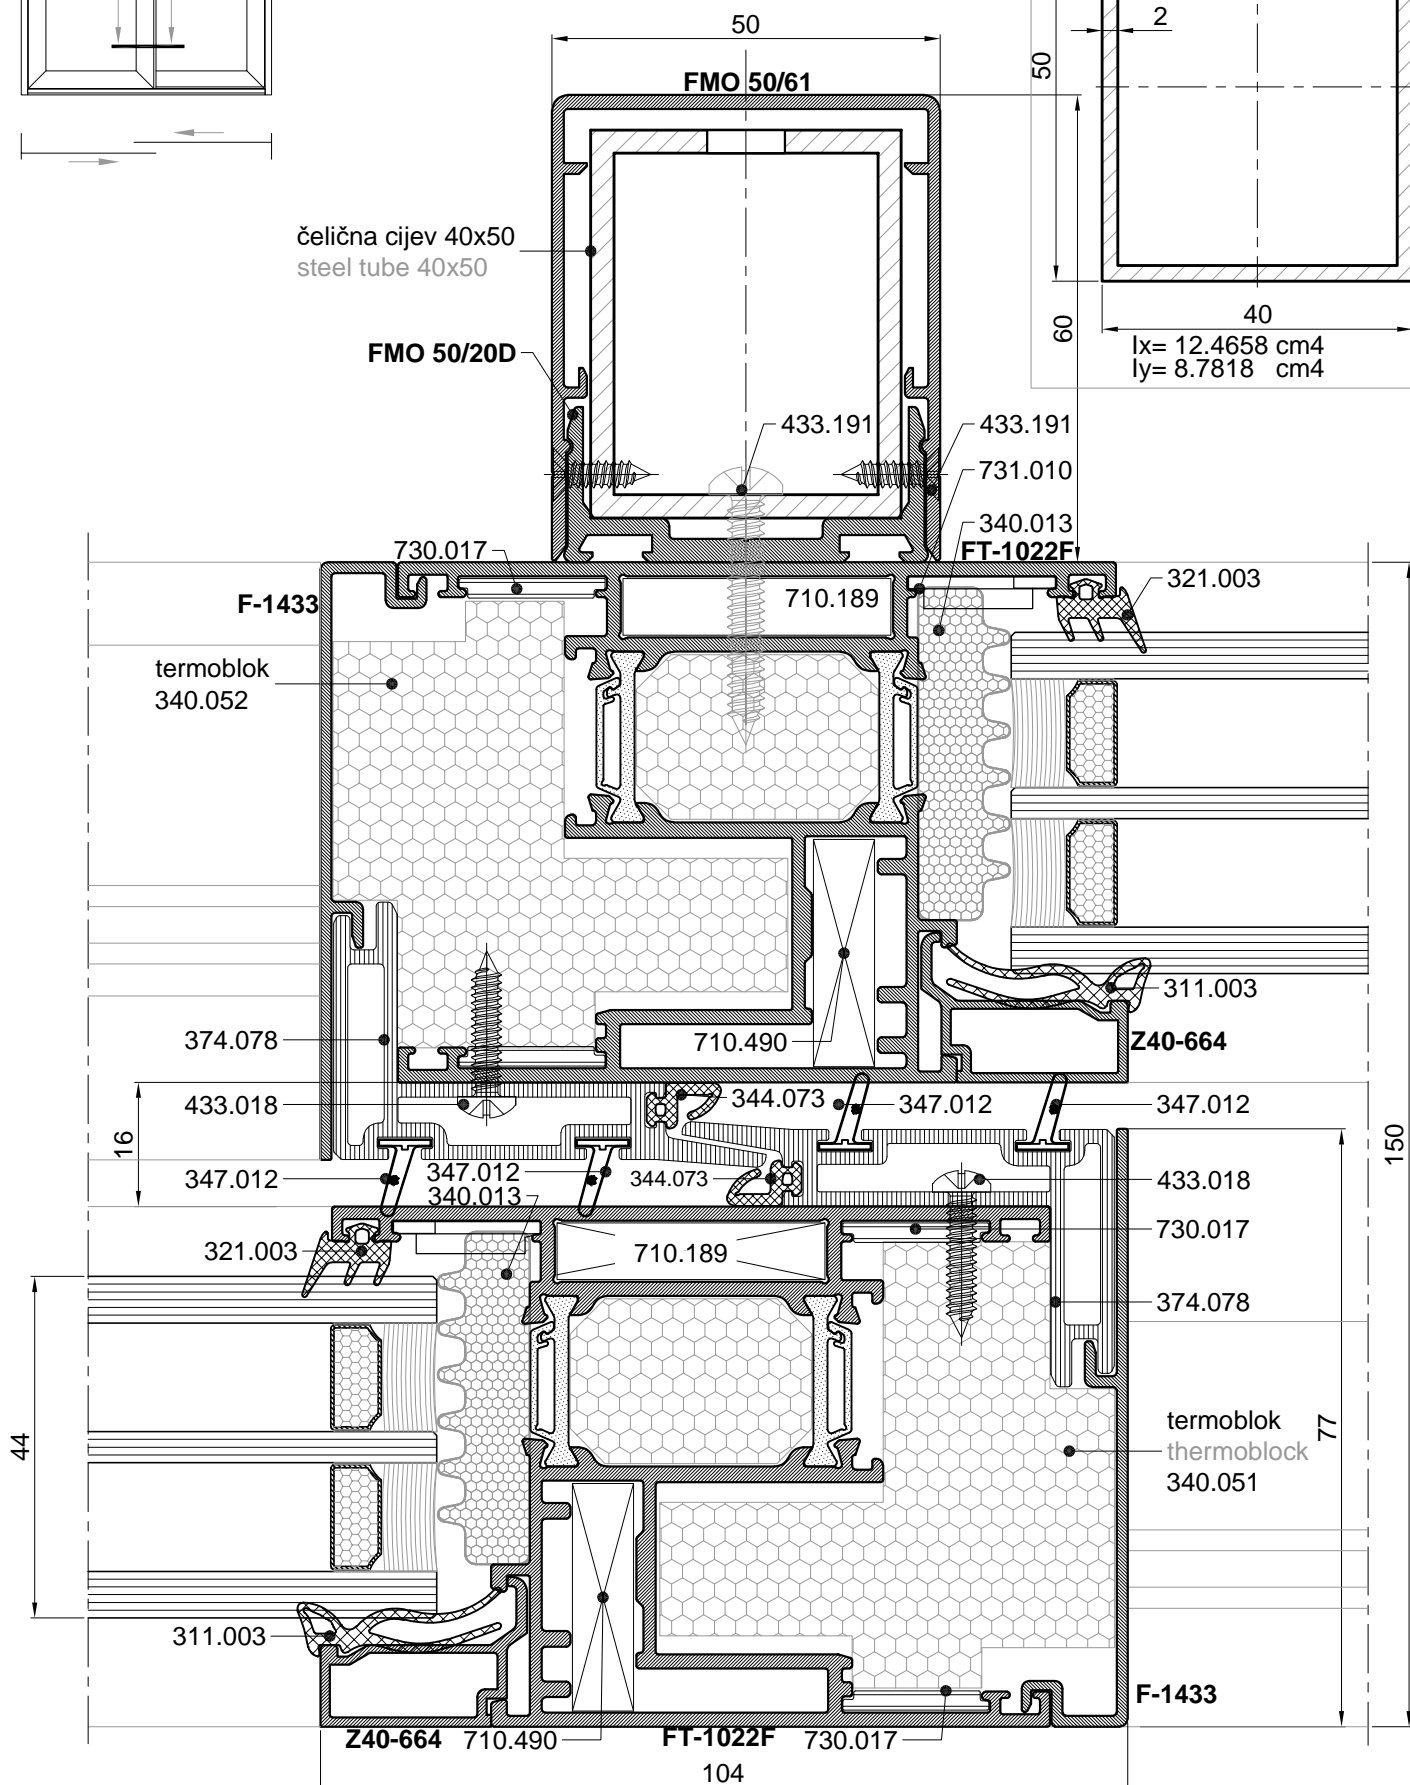 50
FMO 50/61
2
50
čelična cijev 40x50
steel tube 40x50
60
40
Ix= 12.4658 cm4
Iy= 8.7818 cm4
FMO 50/20D
433.191
433.191
731.010
340.013
FT-1022F
730.017
321.003
710.189
F-1433
termoblok
340.052
311.003
374.078
710.490
Z40-664
433.018
344.073
347.012
347.012
16
150
347.012
347.012
344.073
433.018
340.013
730.017
321.003
710.189
374.078
44
77
termoblok
thermoblock
340.051
311.003
F-1433
Z40-664
710.490
FT-1022F
730.017
104